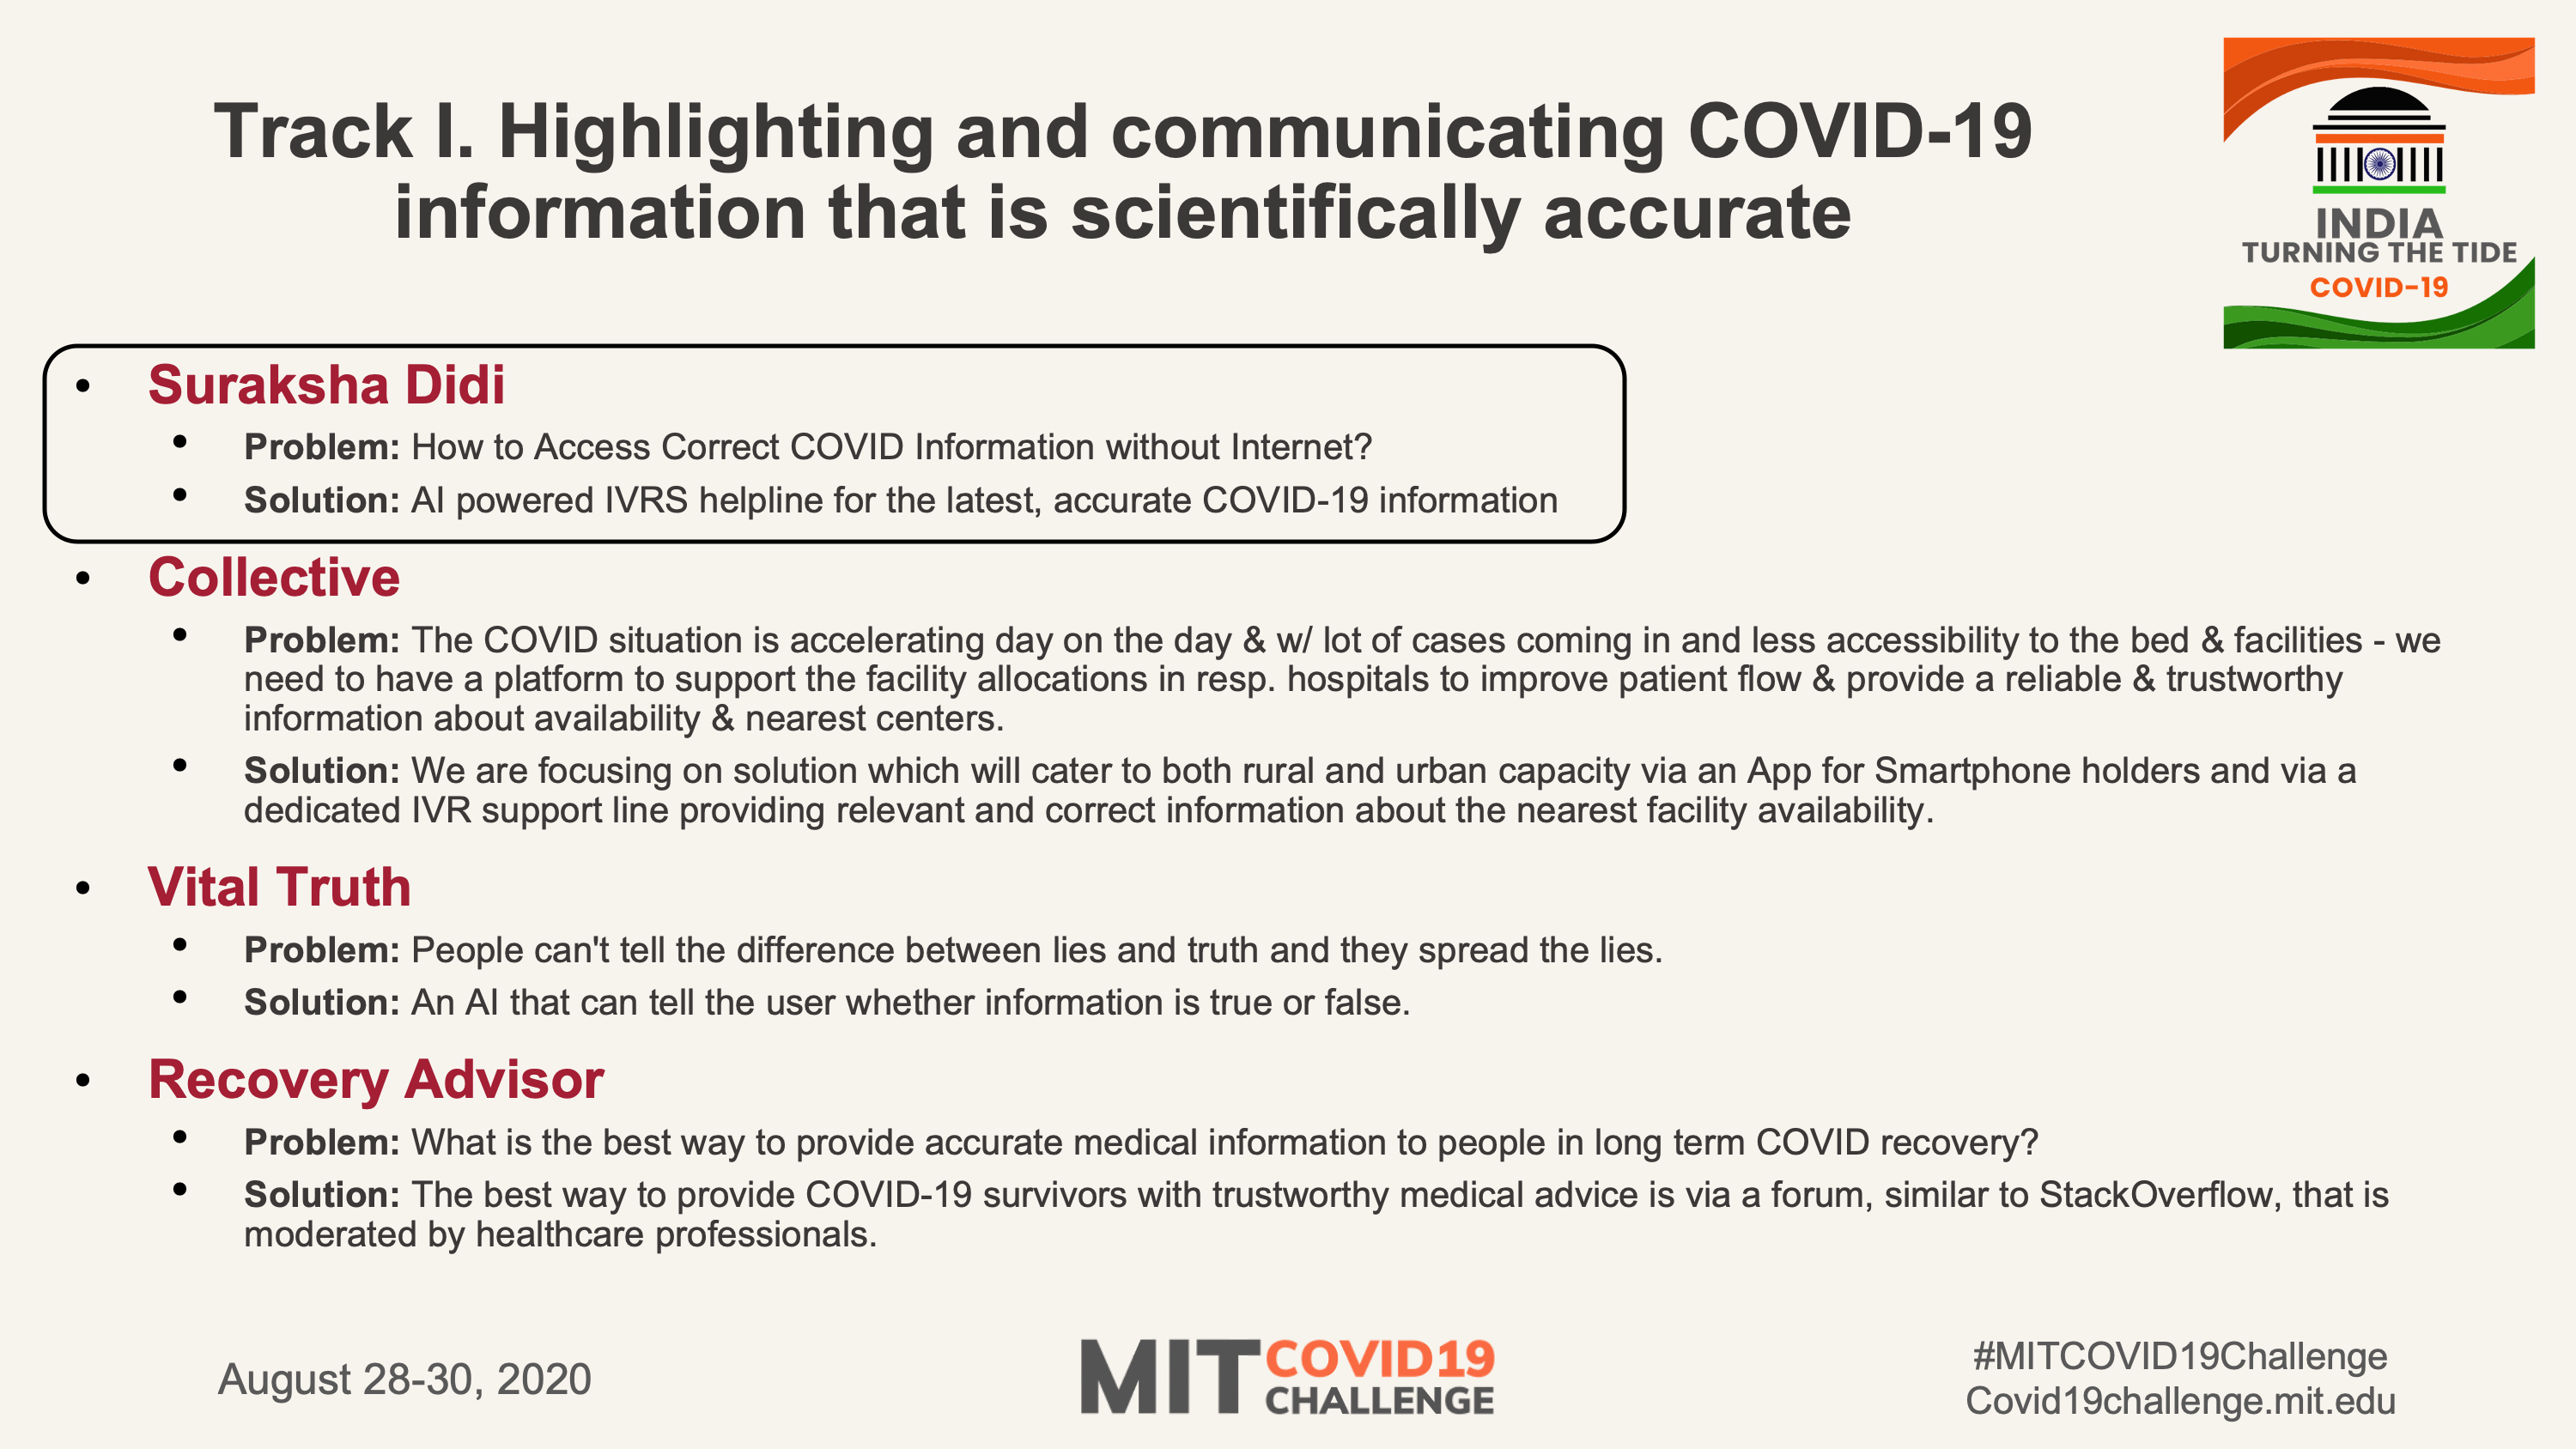 Track I. Highlighting and communicating COVID-19
information that is scientifically accurate
INDIA
TURNING THE TIDE
COVID-19
• Suraksha Didi
• Problem: How to Access Correct COVID Information without Internet?
• Solution: AI powered IVRS helpline for the latest, accurate COVID-19 information
• Collective
• Problem: The COVID situation is accelerating day on the day & w/ lot of cases coming in and less accessibility to the bed & facilities - we
need to have a platform to support the facility allocations in resp. hospitals to improve patient flow & provide a reliable & trustworthy
information about availability & nearest centers.
• Solution: We are focusing on solution which will cater to both rural and urban capacity via an App for Smartphone holders and via a
dedicated IVR support line providing relevant and correct information about the nearest facility availability.
• Vital Truth
• Problem: People can't tell the difference between lies and truth and they spread the lies.
• Solution: An AI that can tell the user whether information is true or false.
• Recovery Advisor
• Problem: What is the best way to provide accurate medical information to people in long term COVID recovery?
• Solution: The best way to provide COVID-19 survivors with trustworthy medical advice is via a forum, similar to StackOverflow, that is
moderated by healthcare professionals.
August 28-30, 2020
MIT COVID19
CHALLENGE
#MITCOVID19Challenge
Covid19challenge.mit.edu